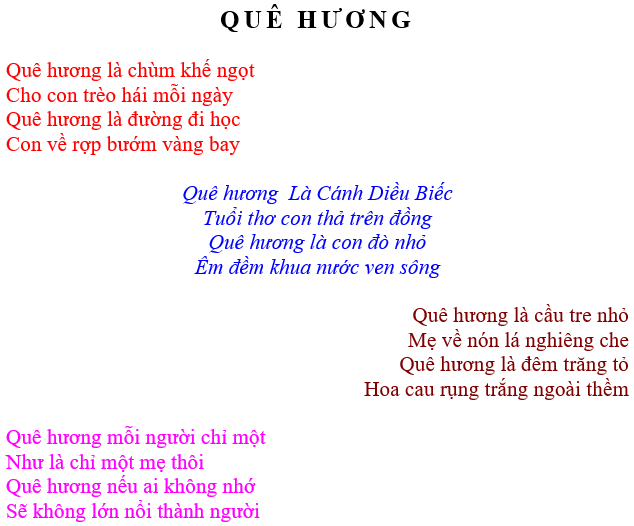 QUÊ HƯƠNG
Quê hương là chùm khế ngọt
Cho con trèo hái mỗi ngày
Quê hương là đường đi học
Con về rợp bướm vàng bay
Quê hương Là Cánh Diều Biếc
Tuổi thơ con thả trên đồng
Quê hương là con đò nhỏ
Êm đềm khua nước ven sông
Quê hương là cầu tre nhỏ
Mẹ về nón lá nghiêng che
Quê hương là đêm trăng tỏ
Hoa cau rụng trắng ngoài thềm
Quê hương mỗi người chỉ một
Như là chỉ một mẹ thôi
Quê hương nếu ai không nhớ
Sẽ không lớn nổi thành người